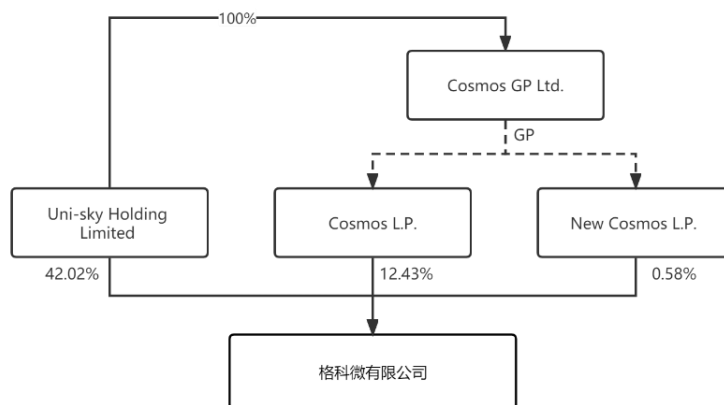 100%
Cosmos GP Ltd.
GP
Uni-sky Holding
Limited
Cosmos L.P.
New Cosmos L.P.
42.02%
12.43%
0.58%
格科微有限公司